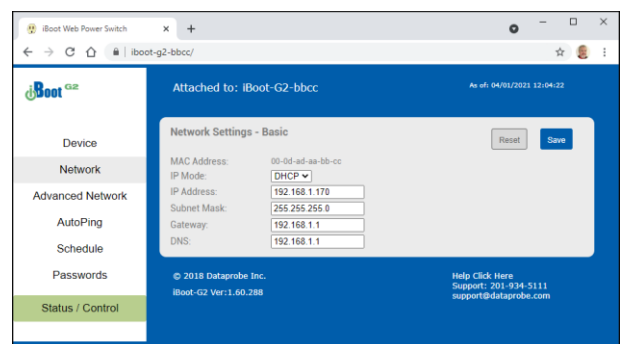 iBoot Web Power Switch
iboot-g2-bbcc/
iBoot G2
Attached to: iBoot-G2-bbcc
As of: 04/01/2021 12:04:22
Device
Network
Advanced Network
AutoPing
Schedule
Passwords
Status / Control
Network Settings - Basic
Reset
Save
MAC Address: 00-0d-ad-aa-bb-cc
IP Mode: DHCP
IP Address: 192.168.1.170
Subnet Mask: 255.255.255.0
Gateway: 192.168.1.1
DNS: 192.168.1.1
© 2018 Dataprobe Inc.
iBoot-G2 Ver:1.60.288
Help Click Here
Support: 201-934-5111
support@dataprobe.com